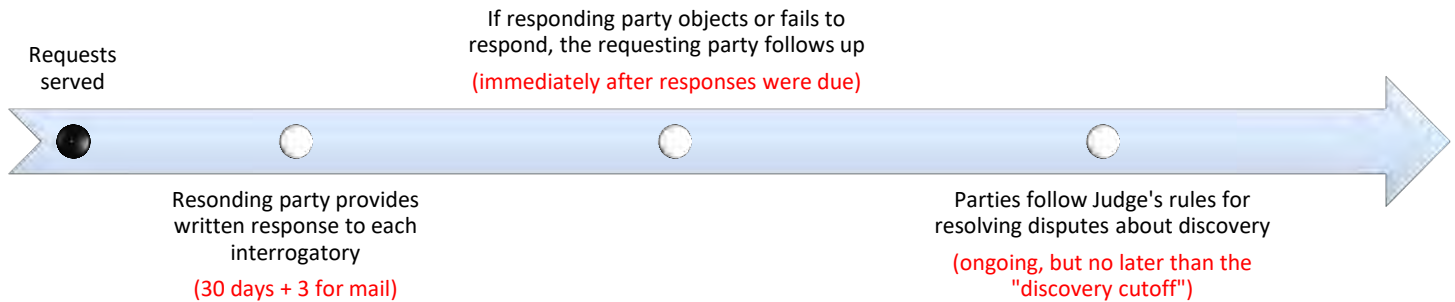 Requests
served
Resonding party provides
written response to each
interrogatory
(30 days + 3 for mail)
If responding party objects or fails to
respond, the requesting party follows up
(immediately after responses were due)
Parties follow Judge's rules for
resolving disputes about discovery
(ongoing, but no later than the
"discovery cutoff")